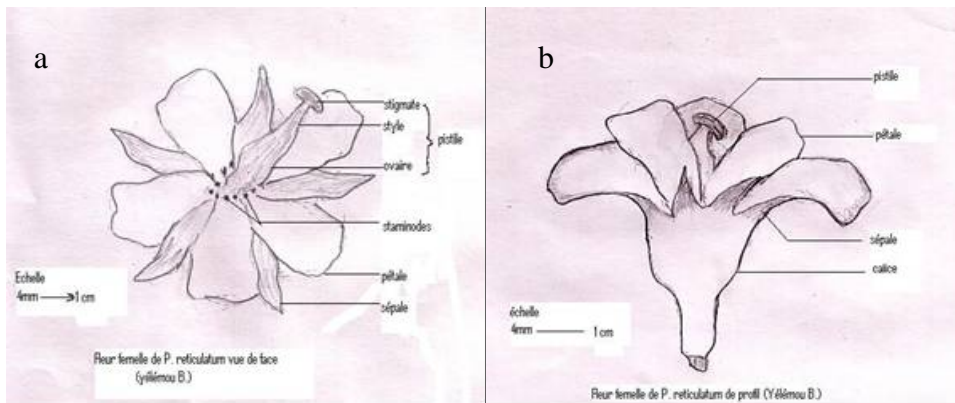 a
stigmate
style
pistile
ovaire
staminodes
pétale
sépale
Echelle
4mm 1 cm
fleur femelle de P. reticulatum vue de face
(yélémou B.)
b
pistile
pétale
sépale
calice
échelle
4mm 1 cm
fleur femelle de P. reticulatum de profil (Yélémou B.)